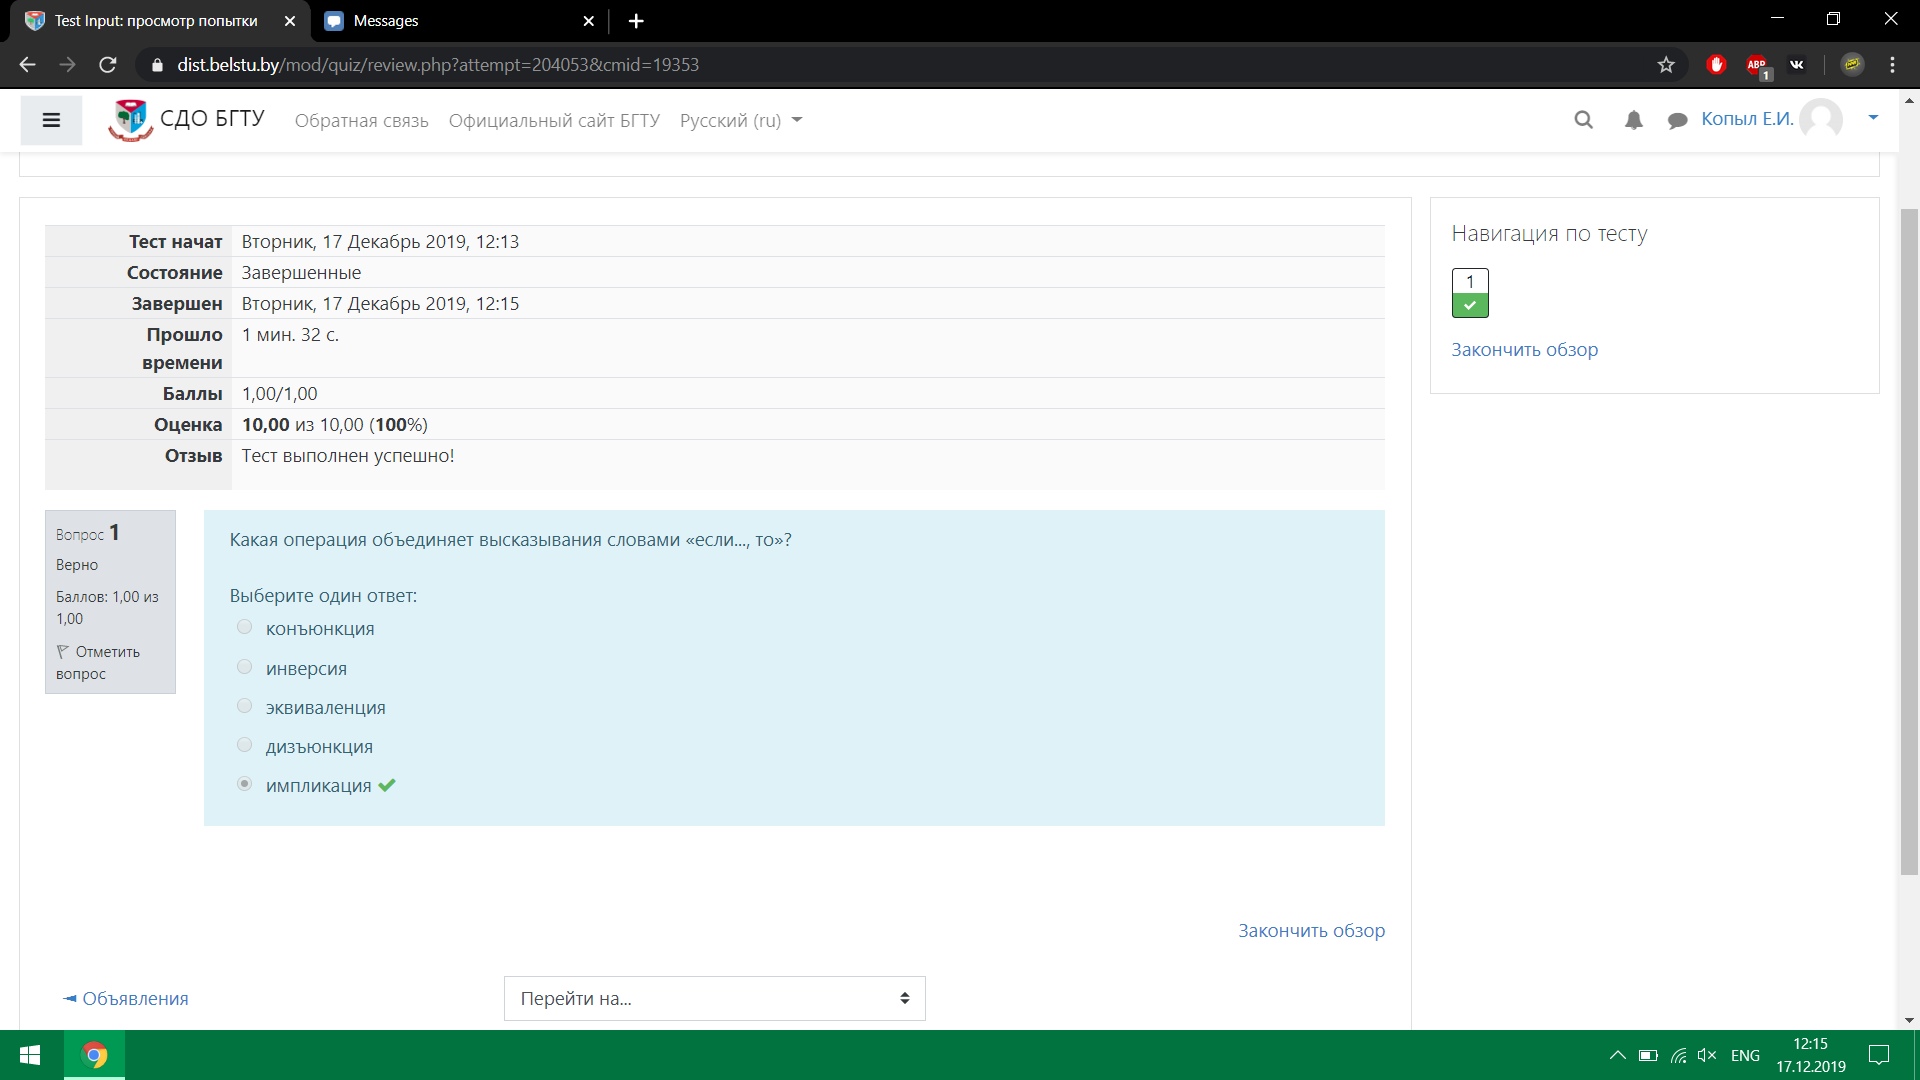 Test Input: просмотр попытки
Messages
dist.belstu.by/mod/quiz/review.php?attempt=204053&cmid=19353
ABP
1
СДО БГТУ
Обратная связь
Официальный сайт БГТУ
Русский (ru)
Копыл Е.И.
Тест начат Вторник, 17 Декабрь 2019, 12:13
Состояние Завершенные
Завершен Вторник, 17 Декабрь 2019, 12:15
Прошло времени 1 мин. 32 с.
Баллы 1,00/1,00
Оценка 10,00 из 10,00 (100%)
Отзыв Тест выполнен успешно!
Навигация по тесту
1
Закончить обзор
Вопрос 1
Верно
Баллов: 1,00 из
1,00
Отметить
вопрос
Какая операция объединяет высказывания словами «если..., то»?
Выберите один ответ:
конъюнкция
инверсия
эквиваленция
дизъюнкция
импликация
Закончить обзор
Объявления
Перейти на...
ENG
12:15
17.12.2019